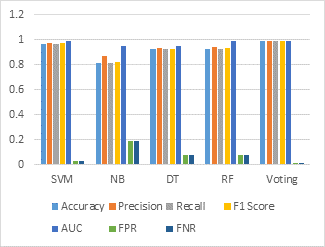 1.2
1
0.8
0.6
0.4
0.2
0
SVM NB DT RF Voting
Accuracy Precision Recall F1 Score
AUC FPR FNR